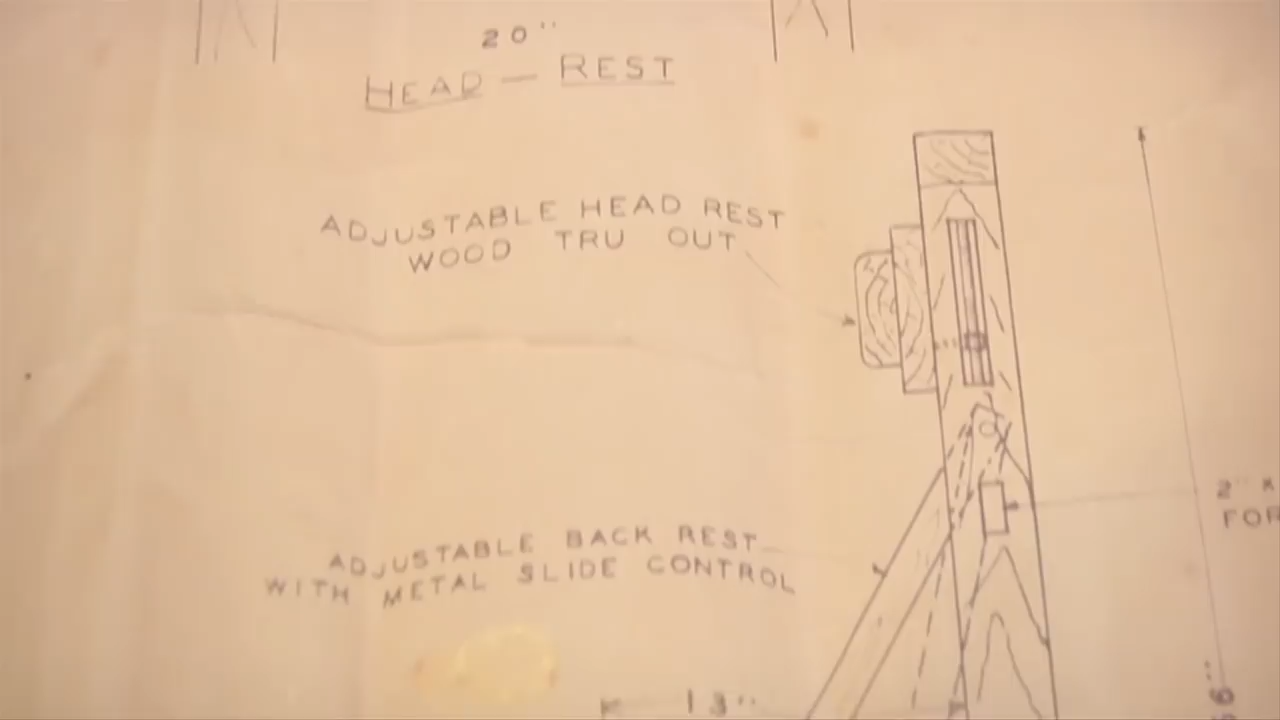 20"
HEAD — REST
ADJUSTABLE HEAD REST
WOOD TRU OUT
2" X
FOR
ADJUSTABLE BACK REST
WITH METAL SLIDE CONTROL
13"